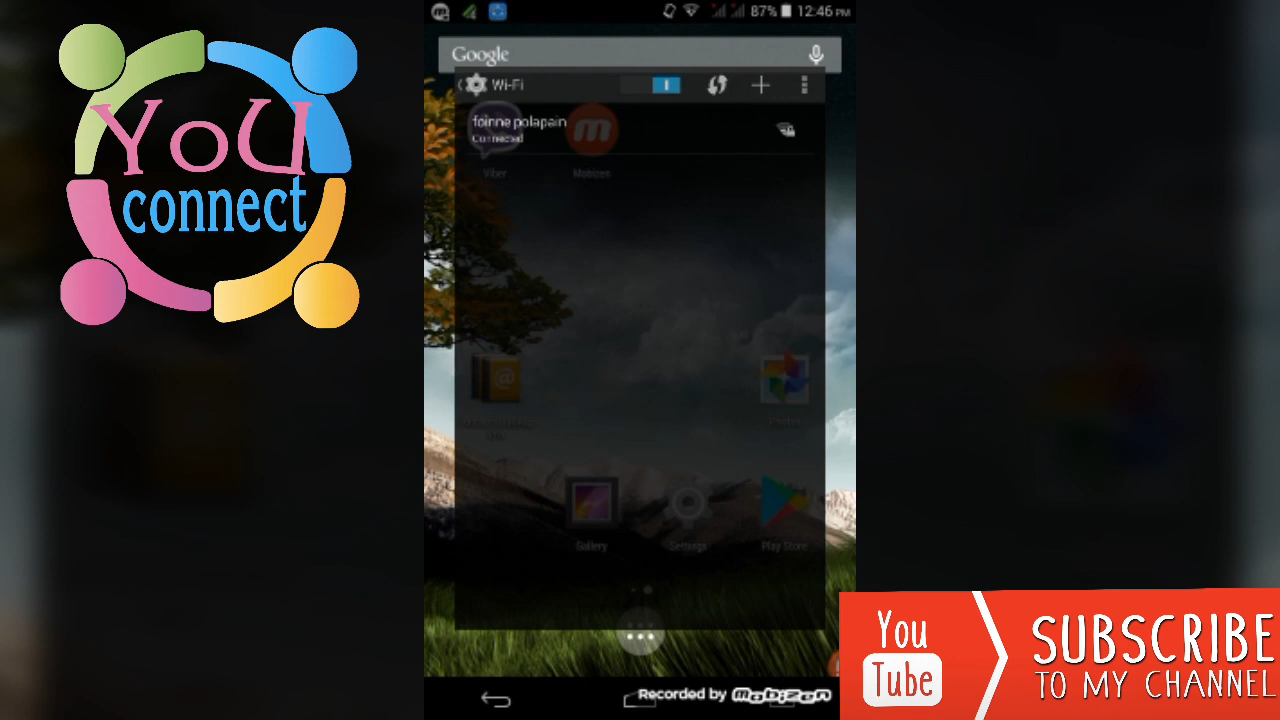 YoU
connect
87% 12:46 PM
Google
Wi-Fi
foinne polapain
Connected
Viber
Mobizen
Photos
Gallery
Settings
Play Store
Recorded by Mobizen
You
Tube
SUBSCRIBE
TO MY CHANNEL